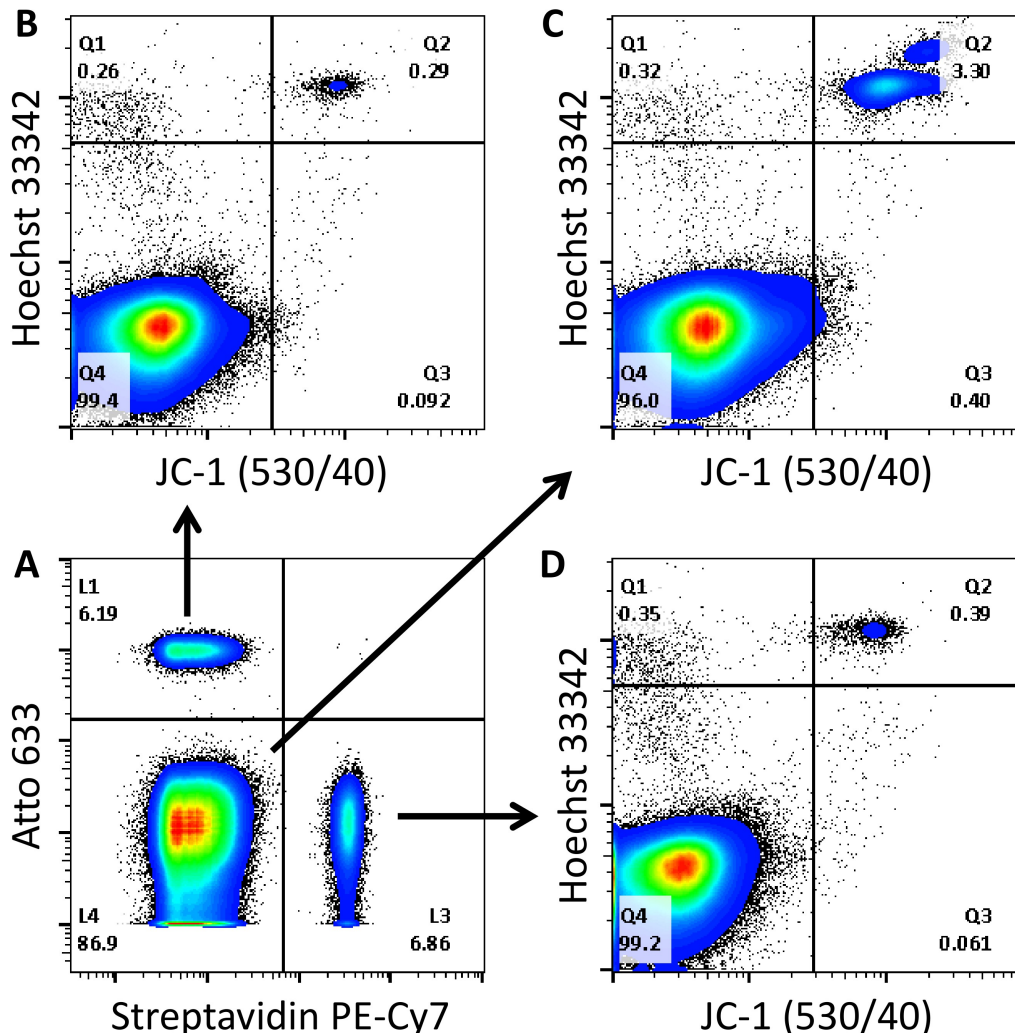 B
Q1
0.26
Q2
0.29
Q4
99.4
Q3
0.092
Hoechst 33342
JC-1 (530/40)
C
Q1
0.32
Q2
3.30
Q4
96.0
Q3
0.40
Hoechst 33342
JC-1 (530/40)
A
L1
6.19
L4
86.9
L3
6.86
Atto 633
Streptavidin PE-Cy7
D
Q1
0.35
Q2
0.39
Q4
99.2
Q3
0.061
Hoechst 33342
JC-1 (530/40)